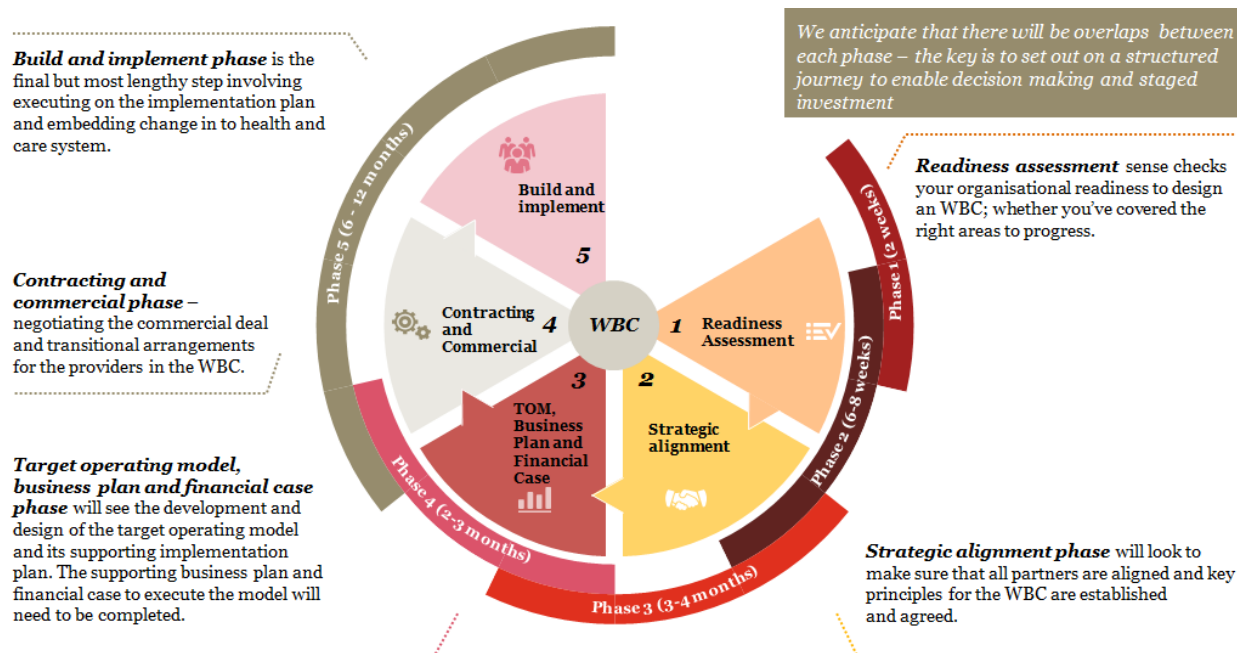 Build and implement phase is the
final but most lengthy step involving
executing on the implementation plan
and embedding change in to health and
care system.
We anticipate that there will be overlaps between
each phase – the key is to set out on a structured
journey to enable decision making and staged
investment
Readiness assessment sense checks
your organisational readiness to design
an WBC; whether you've covered the
right areas to progress.
Contracting and
commercial phase –
negotiating the commercial deal
and transitional arrangements
for the providers in the WBC.
Target operating model,
business plan and financial case
phase will see the development and
design of the target operating model
and its supporting implementation
plan. The supporting business plan and
financial case to execute the model will
need to be completed.
Strategic alignment phase will look to
make sure that all partners are aligned and key
principles for the WBC are established
and agreed.
WBC
1
Readiness
Assessment
2
Strategic
alignment
3
TOM,
Business
Plan and
Financial
Case
4
Contracting
and
Commercial
5
Build and
implement
Phase 1 (2 weeks)
Phase 2 (6-8 weeks)
Phase 3 (3-4 months)
Phase 4 (2-3 months)
Phase 5 (6 - 12 months)